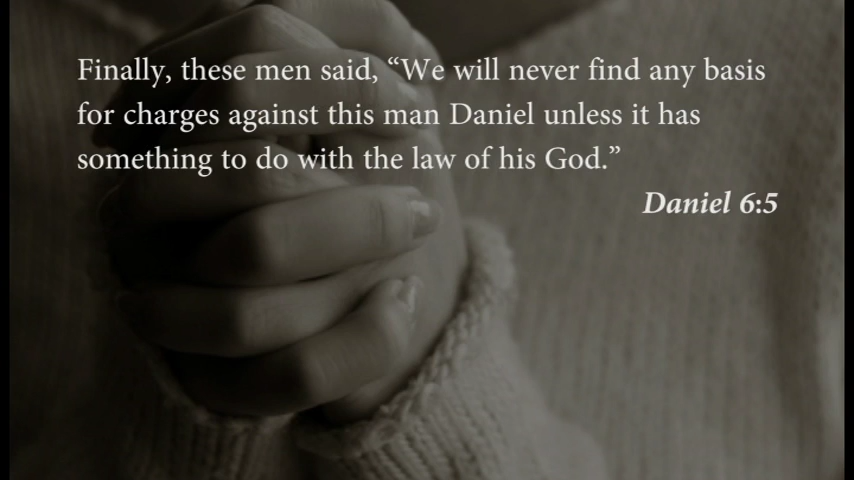 Finally, these men said, “We will never find any basis
for charges against this man Daniel unless it has
something to do with the law of his God.”
Daniel 6:5